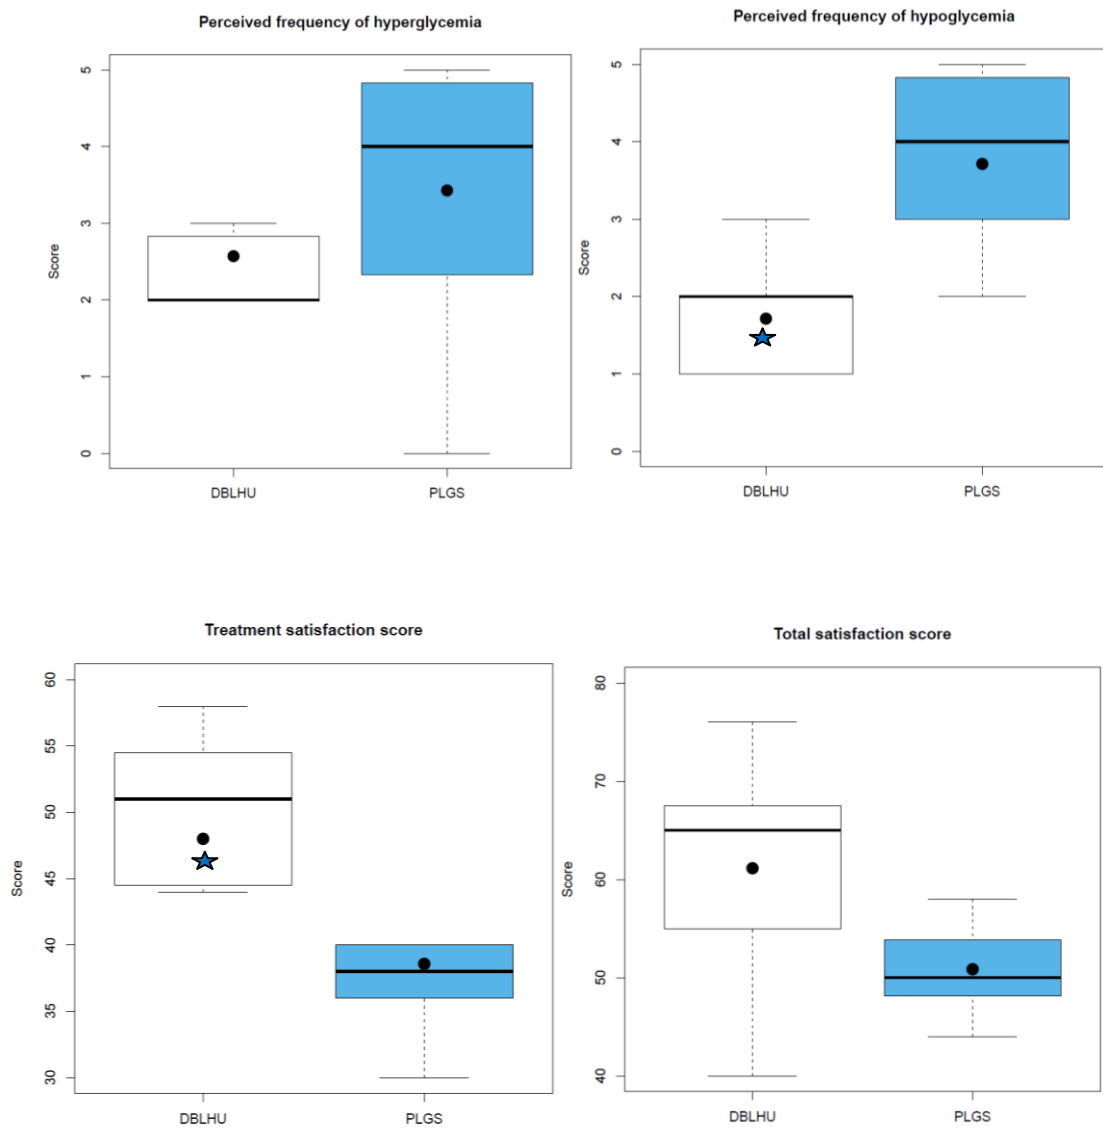 Perceived frequency of hyperglycemia
Score
5
4
3
2
1
0
DBLHU PLGS
Perceived frequency of hypoglycemia
Score
5
4
3
2
1
0
DBLHU PLGS
Treatment satisfaction score
Score
60
55
50
45
40
35
30
DBLHU PLGS
Total satisfaction score
Score
80
70
60
50
40
DBLHU PLGS